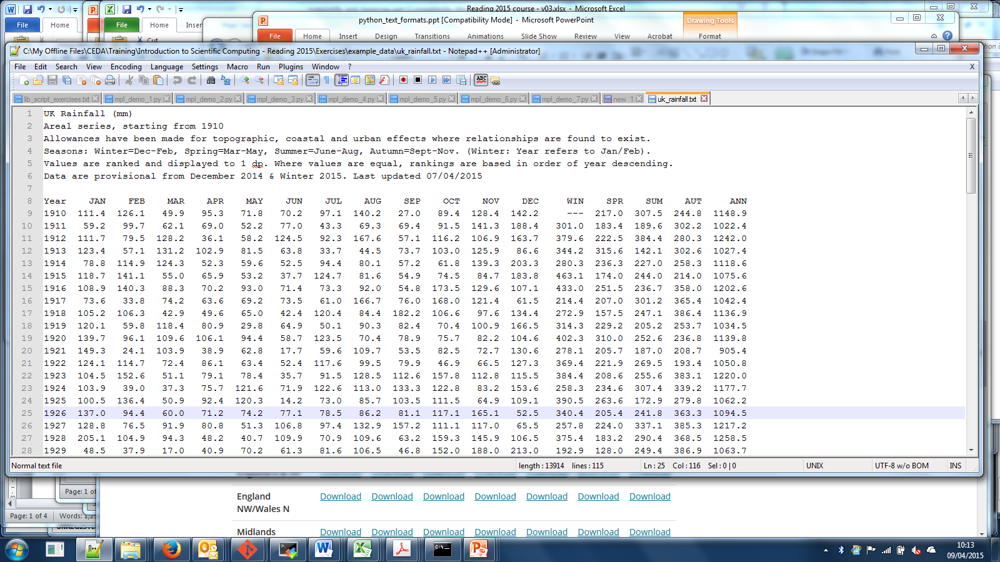 Reading 2015 course - v03.xlsx - Microsoft Excel
File Home
File Home Inser
Cut
python_text_formats.ppt [Compatibility Mode] - Microsoft PowerPoint
Drawing Tools
File Home Insert Design Transitions Animations Slide Show Review View Acrobat Format
C:\My Offline Files\CEDA\Training\Introduction to Scientific Computing - Reading 2015\Exercises\example_data\uk_rainfall.txt - Notepad++ [Administrator]
File Edit Search View Encoding Language Settings Macro Run Plugins Window ? X
lib_script_exercises.txt mpl_demo_1.py mpl_demo_2.py mpl_demo_3.py mpl_demo_4.py mpl_demo_5.py mpl_demo_6.py mpl_demo_7.py new 1 uk_rainfall.txt
1 UK Rainfall (mm)
2 Areal series, starting from 1910
3 Allowances have been made for topographic, coastal and urban effects where relationships are found to exist.
4 Seasons: Winter=Dec-Feb, Spring=Mar-May, Summer=June-Aug, Autumn=Sept-Nov. (Winter: Year refers to Jan/Feb).
5 Values are ranked and displayed to 1 dp. Where values are equal, rankings are based in order of year descending.
6 Data are provisional from December 2014 & Winter 2015. Last updated 07/04/2015
7
8 Year JAN FEB MAR APR MAY JUN JUL AUG SEP OCT NOV DEC WIN SPR SUM AUT ANN
9 1910 111.4 126.1 49.9 95.3 71.8 70.2 97.1 140.2 27.0 89.4 128.4 142.2 --- 217.0 307.5 244.8 1148.9
10 1911 59.2 99.7 62.1 69.0 52.2 77.0 43.3 69.3 69.4 91.5 141.3 188.4 301.0 183.4 189.6 302.2 1022.4
11 1912 111.7 79.5 128.2 36.1 58.2 124.5 92.3 167.6 57.1 116.2 106.9 163.7 379.6 222.5 384.4 280.3 1242.0
12 1913 123.4 57.1 131.2 102.9 81.5 63.8 33.7 44.5 73.7 103.0 125.9 86.6 344.2 315.6 142.1 302.6 1027.4
13 1914 78.8 114.9 124.3 52.3 59.6 52.5 94.4 80.1 57.2 61.8 139.3 203.3 280.3 236.3 227.0 258.3 1118.6
14 1915 118.7 141.1 55.0 65.9 53.2 37.7 124.7 81.6 54.9 74.5 84.7 183.8 463.1 174.0 244.0 214.0 1075.6
15 1916 108.9 140.3 88.3 70.2 93.0 71.4 73.3 92.0 54.8 173.5 129.6 107.1 433.0 251.5 236.7 358.0 1202.6
16 1917 73.6 33.8 74.2 63.6 69.2 73.5 61.0 166.7 76.0 168.0 121.4 61.5 214.4 207.0 301.2 365.4 1042.4
17 1918 105.2 106.3 42.9 49.6 65.0 42.4 120.4 84.4 182.2 106.6 97.6 134.4 272.9 157.5 247.1 386.4 1136.9
18 1919 120.1 59.8 118.4 80.9 29.8 64.9 50.1 90.3 82.4 70.4 100.9 166.5 314.3 229.2 205.2 253.7 1034.5
19 1920 139.7 96.1 109.6 106.1 94.4 58.7 123.5 70.4 78.9 75.7 82.2 104.6 402.3 310.0 252.6 236.8 1139.8
20 1921 149.3 24.1 103.9 38.9 62.8 17.7 59.6 109.7 53.5 82.5 72.7 130.6 278.1 205.7 187.0 208.7 905.4
21 1922 124.1 114.7 72.4 86.1 63.4 52.4 117.6 99.5 79.9 46.9 66.5 127.3 369.4 221.9 269.5 193.4 1050.8
22 1923 104.5 152.6 51.1 79.1 78.4 35.7 91.5 128.5 112.6 157.8 112.8 115.5 384.4 208.6 255.6 383.1 1220.0
23 1924 103.9 39.0 37.3 75.7 121.6 71.9 122.6 113.0 133.3 122.8 83.2 153.6 258.3 234.6 307.4 339.2 1177.7
24 1925 100.5 136.4 50.9 92.4 120.3 14.2 73.0 85.7 103.5 111.5 64.9 109.1 390.5 263.6 172.9 279.8 1062.2
25 1926 137.0 94.4 60.0 71.2 74.2 77.1 78.5 86.2 81.1 117.1 165.1 52.5 340.4 205.4 241.8 363.3 1094.5
26 1927 128.8 76.5 91.9 80.8 51.3 106.8 97.4 132.9 157.2 111.1 117.0 65.5 257.8 224.0 337.1 385.3 1217.2
27 1928 205.1 104.9 94.3 48.2 40.7 109.9 70.9 109.6 63.2 159.3 145.9 106.5 375.4 183.2 290.4 368.5 1258.5
28 1929 48.5 37.9 17.0 40.9 70.2 61.3 81.6 106.5 46.8 152.0 188.0 213.0 192.9 128.0 249.4 386.9 1063.7
Normal text file length : 13914 lines : 115 Ln : 25 Col : 116 Sel : 0 | 0 UNIX UTF-8 w/o BOM INS
Page: 1 of
England NW/Wales N Download Download Download Download Download Download Download
Page: 1 of 4 Words: 1,2
Midlands Download Download Download Download Download Download Download
10:13
09/04/2015